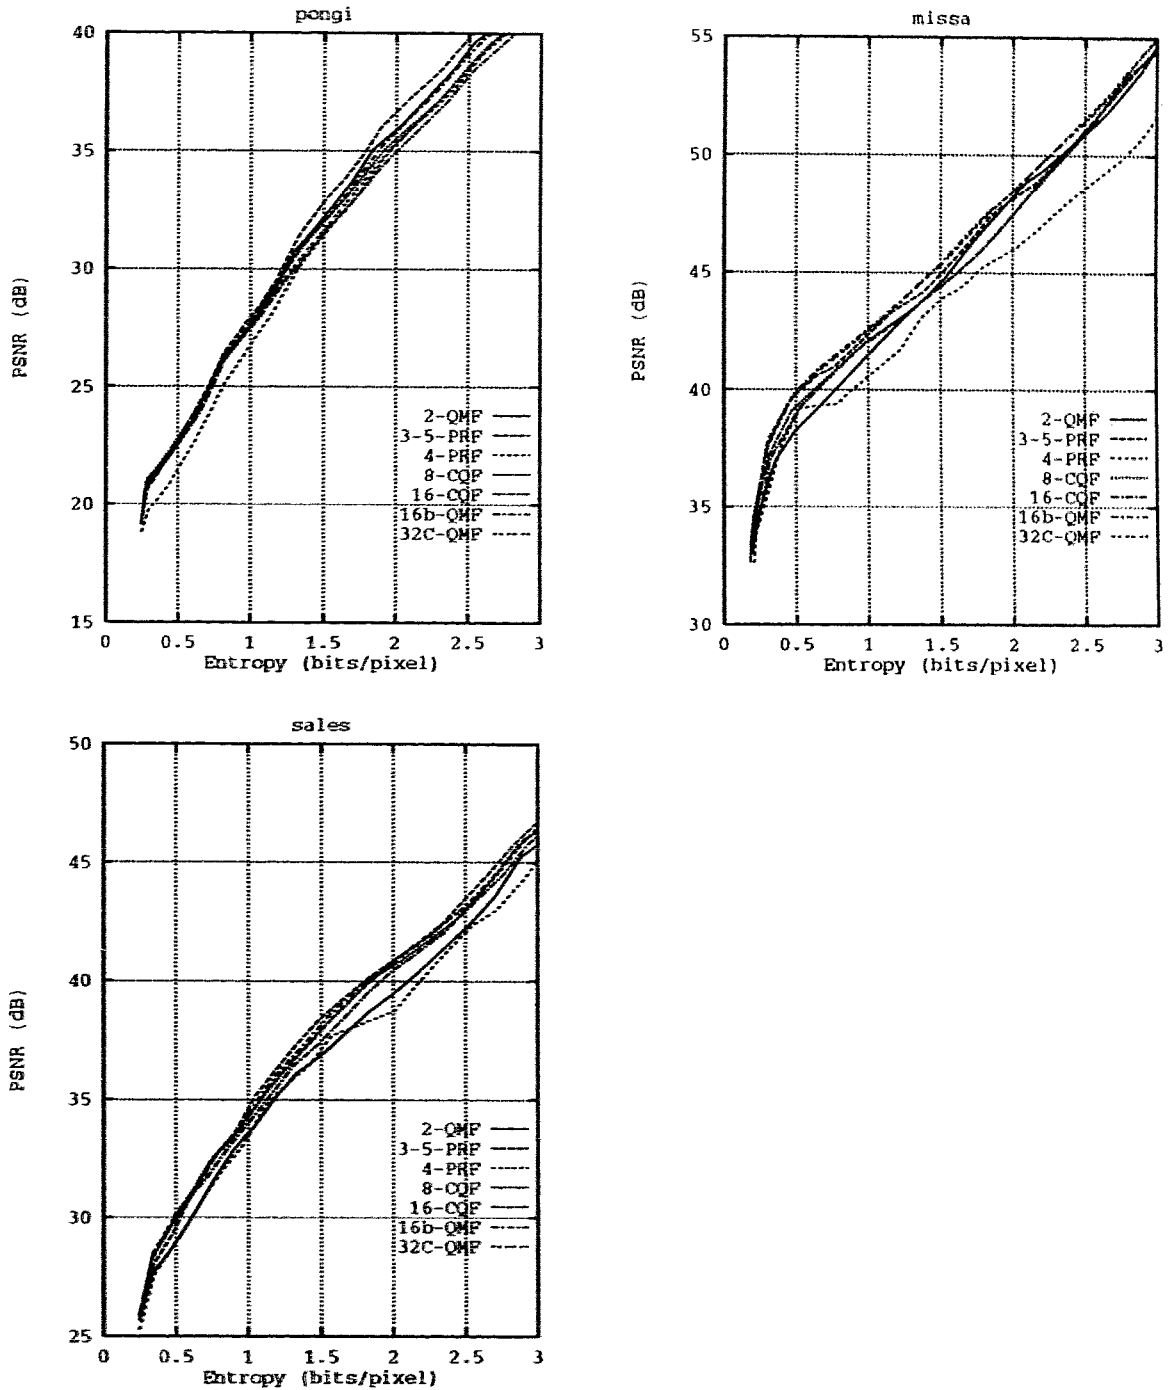 pongi
40
35
30
25
20
15
PSNR (dB)
2-QMF
3-5-PRF
4-PRF
8-CQF
16-CQF
16b-QMF
32C-QMF
0 0.5 1 1.5 2 2.5 3
Entropy (bits/pixel)
missa
55
50
45
40
35
30
PSNR (dB)
2-QMF
3-5-PRF
4-PRF
8-CQF
16-CQF
16b-QMF
32C-QMF
0 0.5 1 1.5 2 2.5 3
Entropy (bits/pixel)
sales
50
45
40
35
30
25
PSNR (dB)
2-QMF
3-5-PRF
4-PRF
8-CQF
16-CQF
16b-QMF
32C-QMF
0 0.5 1 1.5 2 2.5 3
Entropy (bits/pixel)